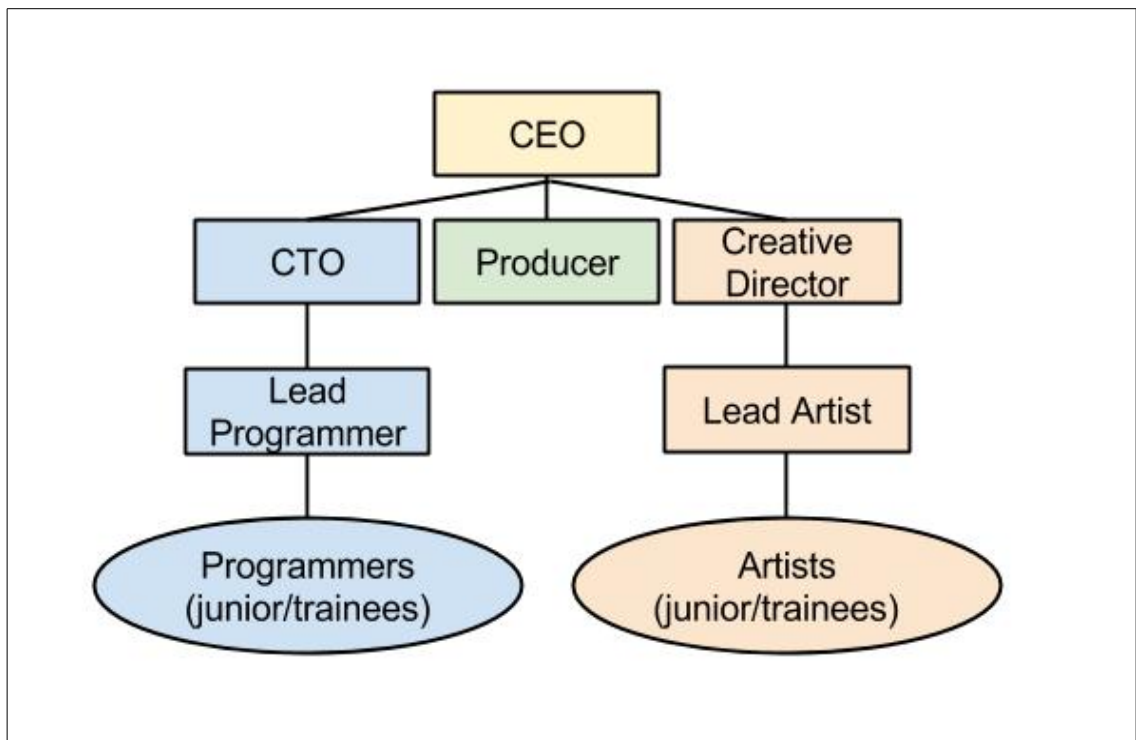 CEO
CTO
Producer
Creative
Director
Lead
Programmer
Lead Artist
Programmers
(junior/trainees)
Artists
(junior/trainees)